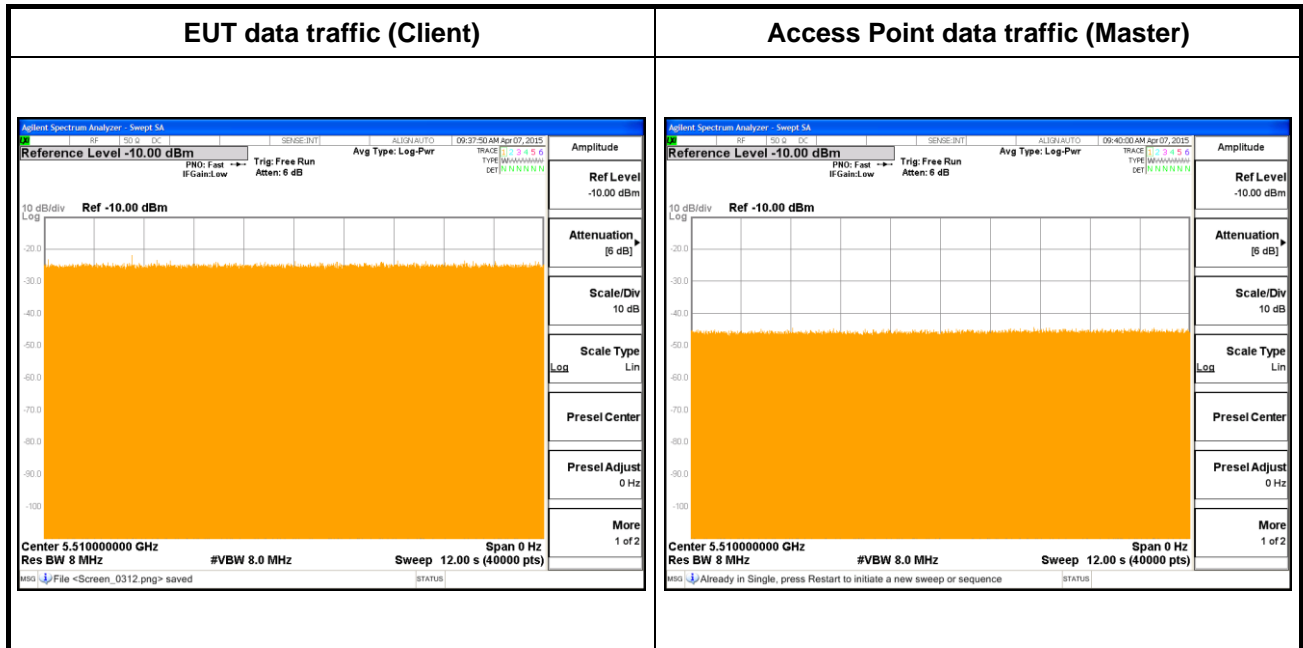 EUT data traffic (Client)
Agilent Spectrum Analyzer - Swept SA
RF 50 Ω DC SENSE:INT ALIGN AUTO 09:37:50 AM Apr 07, 2015
Reference Level -10.00 dBm
PNO: Fast
IFGain:Low
Trig: Free Run
Atten: 6 dB
Avg Type: Log-Pwr
TRACE 1 2 3 4 5 6
TYPE
DET N N N N N N
10 dB/div Ref -10.00 dBm
Log
-20.0
-30.0
-40.0
-50.0
-60.0
-70.0
-80.0
-90.0
-100
Center 5.510000000 GHz Span 0 Hz
Res BW 8 MHz #VBW 8.0 MHz Sweep 12.00 s (40000 pts)
MSG File <Screen_0312.png> saved STATUS
Amplitude
Ref Level
-10.00 dBm
Attenuation
[6 dB]
Scale/Div
10 dB
Scale Type
Log Lin
Presel Center
Presel Adjust
0 Hz
More
1 of 2
Access Point data traffic (Master)
Agilent Spectrum Analyzer - Swept SA
RF 50 Ω DC SENSE:INT ALIGN AUTO 09:40:00 AM Apr 07, 2015
Reference Level -10.00 dBm
PNO: Fast
IFGain:Low
Trig: Free Run
Atten: 6 dB
Avg Type: Log-Pwr
TRACE 1 2 3 4 5 6
TYPE
DET N N N N N N
10 dB/div Ref -10.00 dBm
Log
-20.0
-30.0
-40.0
-50.0
-60.0
-70.0
-80.0
-90.0
-100
Center 5.510000000 GHz Span 0 Hz
Res BW 8 MHz #VBW 8.0 MHz Sweep 12.00 s (40000 pts)
MSG Already in Single, press Restart to initiate a new sweep or sequence STATUS
Amplitude
Ref Level
-10.00 dBm
Attenuation
[6 dB]
Scale/Div
10 dB
Scale Type
Log Lin
Presel Center
Presel Adjust
0 Hz
More
1 of 2